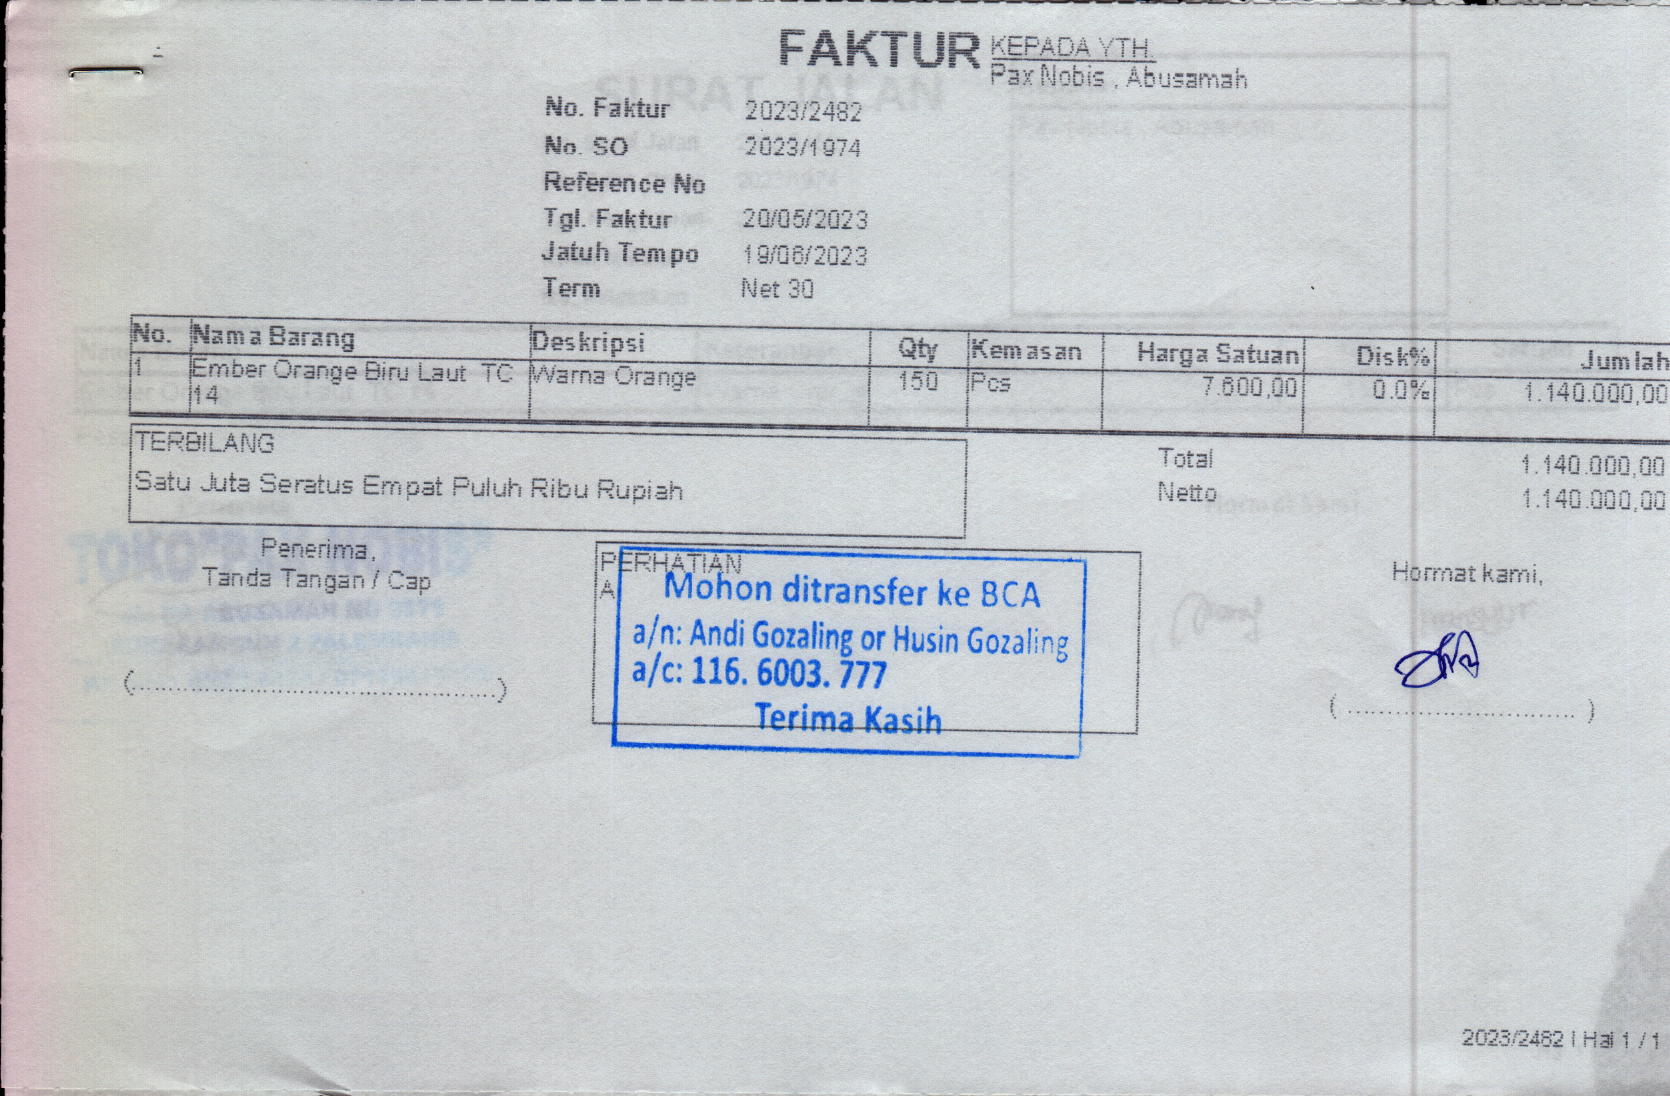 FAKTUR
KEPADA YTH.
Pax Nobis , Abusamah
No. Faktur 2023/2482
No. SO 2023/1974
Reference No
Tgl. Faktur 20/05/2023
Jatuh Tempo 19/06/2023
Term Net 30
No. Nama Barang Deskripsi Qty Kemasan Harga Satuan Disk% Jumlah
1 Ember Orange Biru Laut TC Warna Orange 150 Pcs 7.600,00 0.0% 1.140.000,00
14
TERBILANG
Satu Juta Seratus Empat Puluh Ribu Rupiah
Total 1.140.000,00
Netto 1.140.000,00
Penerima,
Tanda Tangan / Cap
PERHATIAN
A
Mohon ditransfer ke BCA
a/n: Andi Gozaling or Husin Gozaling
a/c: 116. 6003. 777
Terima Kasih
Hormat kami,
(..................................................)
( ............................... )
2023/2482 | Hal 1 / 1